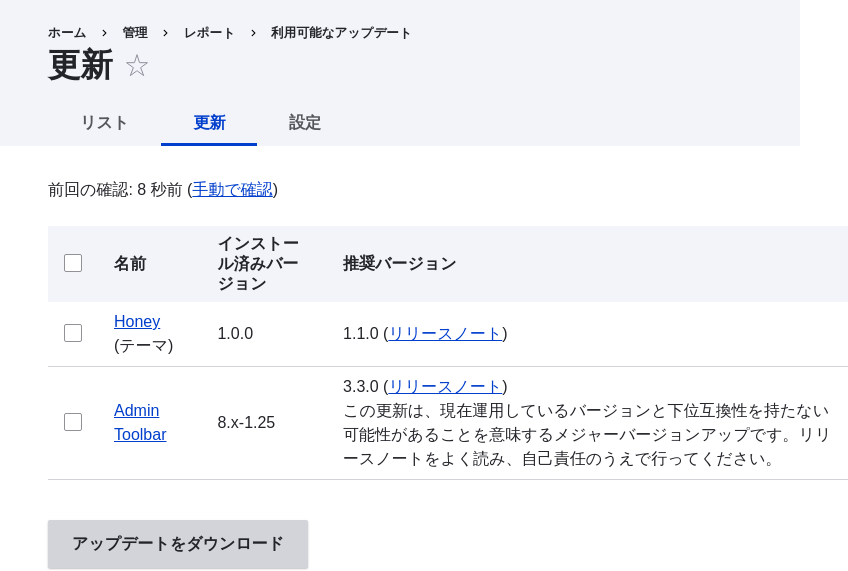 ホーム › 管理 › レポート › 利用可能なアップデート
更新 ☆
リスト 更新 設定
前回の確認: 8 秒前 (手動で確認)
名前 インストー
ル済みバー
ジョン 推奨バージョン
Honey
(テーマ) 1.0.0 1.1.0 (リリースノート)
Admin
Toolbar 8.x-1.25 3.3.0 (リリースノート)
この更新は、現在運用しているバージョンと下位互換性を持たない
可能性があることを意味するメジャーバージョンアップです。リリ
ースノートをよく読み、自己責任のうえで行ってください。
アップデートをダウンロード